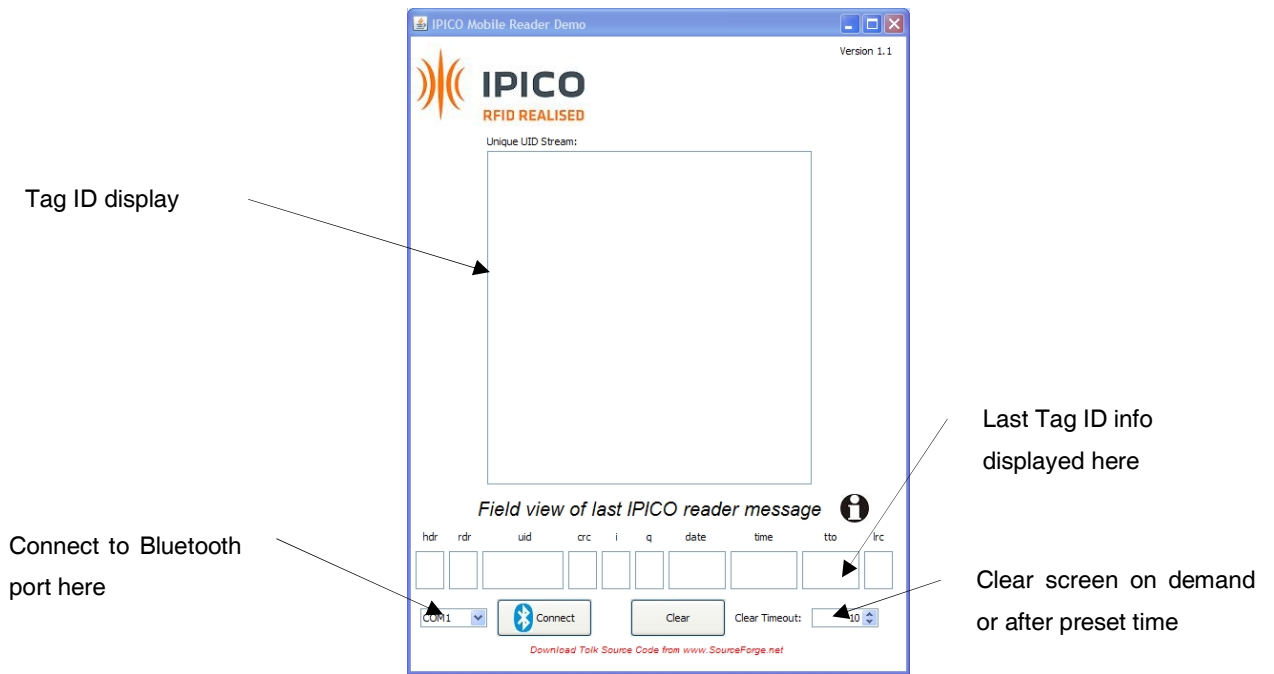 IPICO Mobile Reader Demo
Version 1.1
IPICO
RFID REALISED
Unique UID Stream:
Tag ID display
Last Tag ID info
displayed here
Field view of last IPICO reader message
hdr rdr uid crc i q date time tto lrc
Connect to Bluetooth
port here
COM1 Connect Clear Clear Timeout: 10
Clear screen on demand
or after preset time
Download Tolk Source Code from www.SourceForge.net